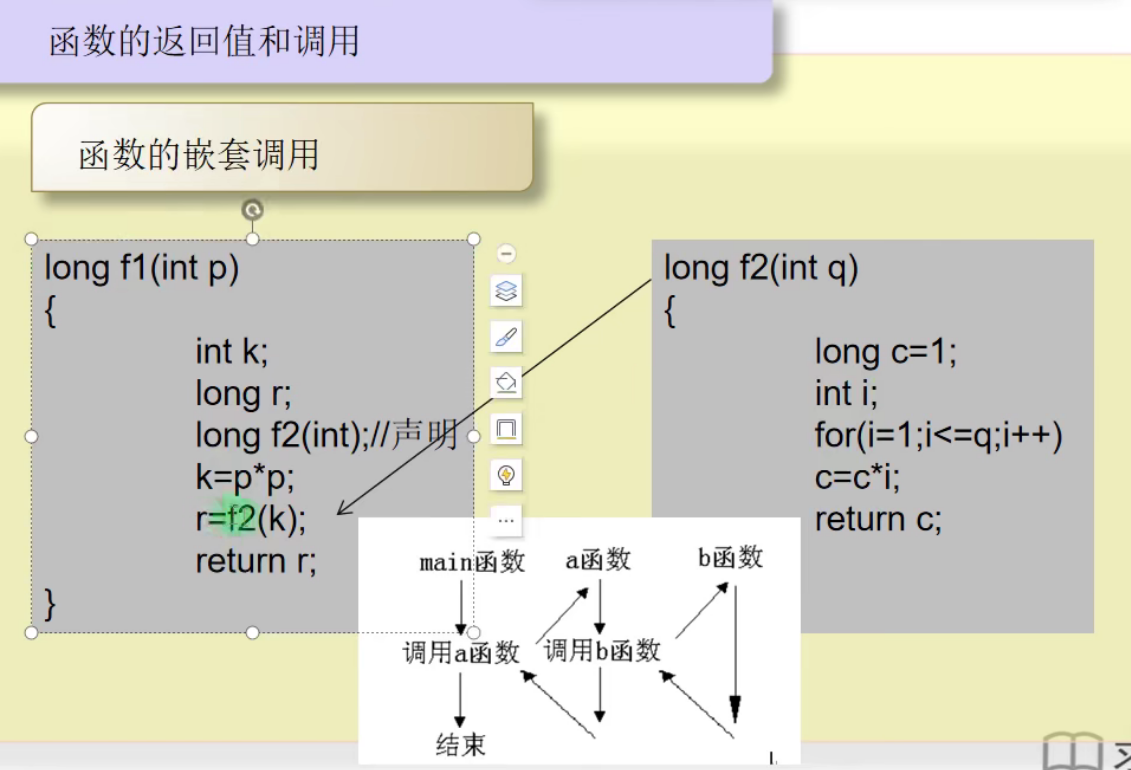 函数的返回值和调用
函数的嵌套调用
long f1(int p)
{
int k;
long r;
long f2(int);//声明
k=p*p;
r=f2(k);
return r;
}
long f2(int q)
{
long c=1;
int i;
for(i=1;i<=q;i++)
c=c*i;
return c;
main函数 a函数 b函数
调用a函数 调用b函数
结束